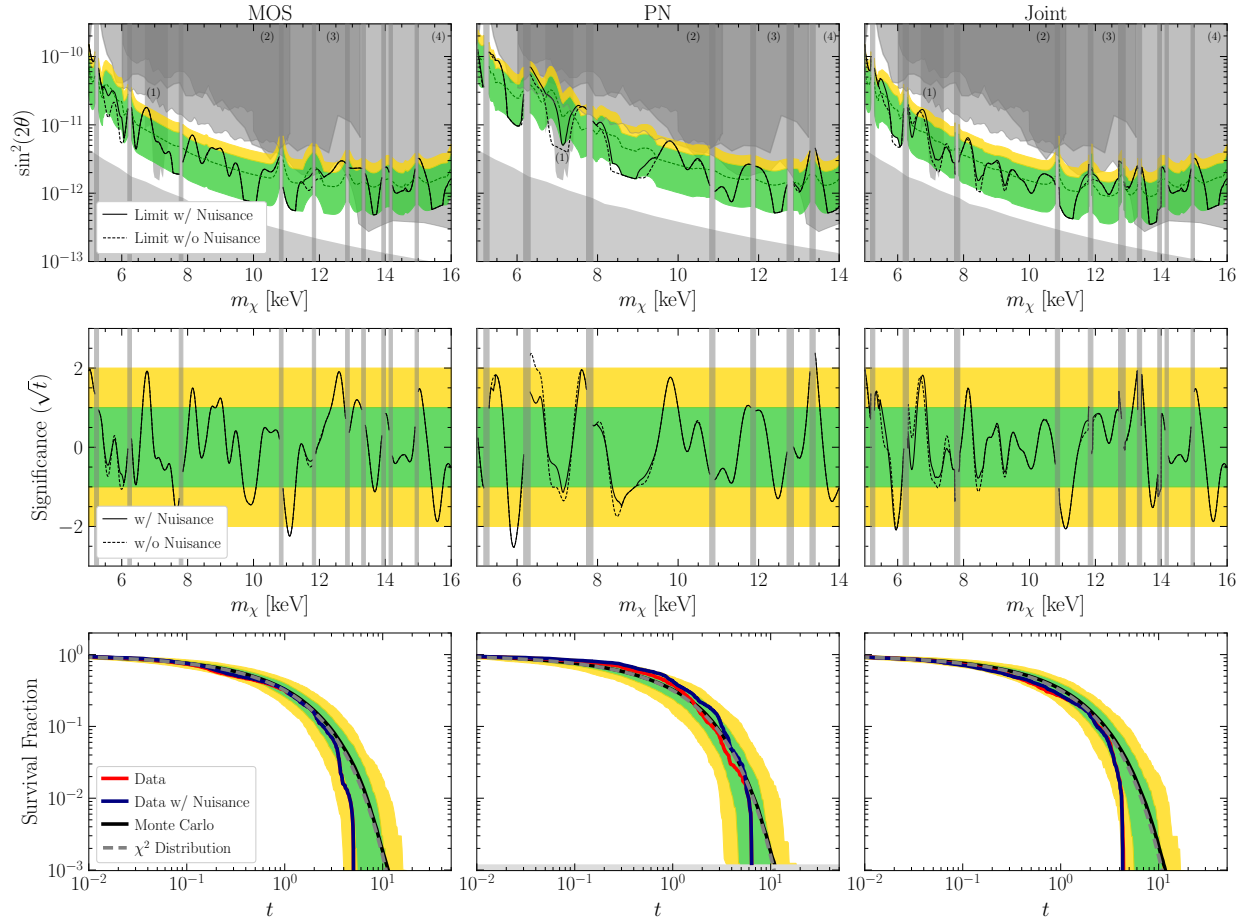 MOS
PN
Joint
sin²(2θ)
10⁻¹⁰
10⁻¹¹
10⁻¹²
10⁻¹³
(1)
(2)
(3)
(4)
Limit w/ Nuisance
Limit w/o Nuisance
6 8 10 12 14 16
m_χ [keV]
(1)
(2)
(3)
(4)
4 6 8 10 12 14
m_χ [keV]
(1)
(2)
(3)
(4)
6 8 10 12 14 16
m_χ [keV]
Significance (√t)
2
0
−2
w/ Nuisance
w/o Nuisance
6 8 10 12 14 16
m_χ [keV]
6 8 10 12 14
m_χ [keV]
6 8 10 12 14 16
m_χ [keV]
Survival Fraction
10⁰
10⁻¹
10⁻²
10⁻³
Data
Data w/ Nuisance
Monte Carlo
χ² Distribution
10⁻² 10⁻¹ 10⁰ 10¹
t
10⁻² 10⁻¹ 10⁰ 10¹
t
10⁻² 10⁻¹ 10⁰ 10¹
t